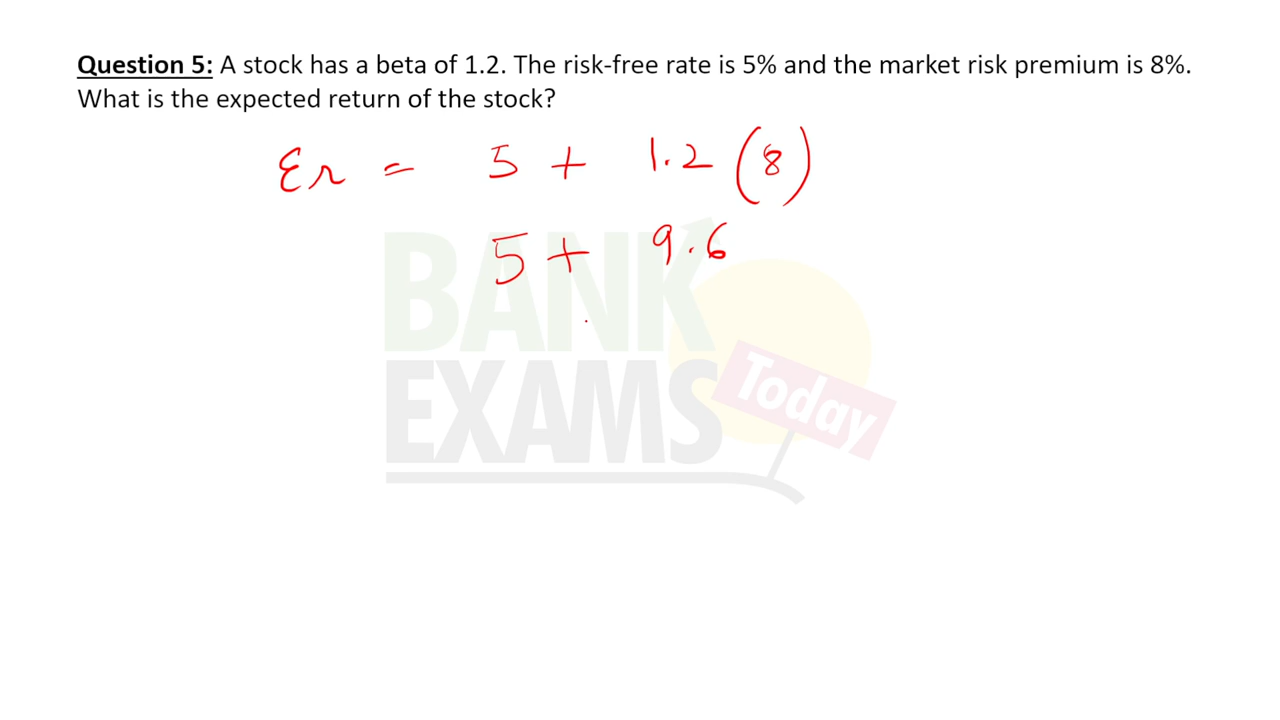 Question 5: A stock has a beta of 1.2. The risk-free rate is 5% and the market risk premium is 8%.
What is the expected return of the stock?
Er = 5 + 1.2 (8)
5 + 9.6
BANK
EXAMS
Today